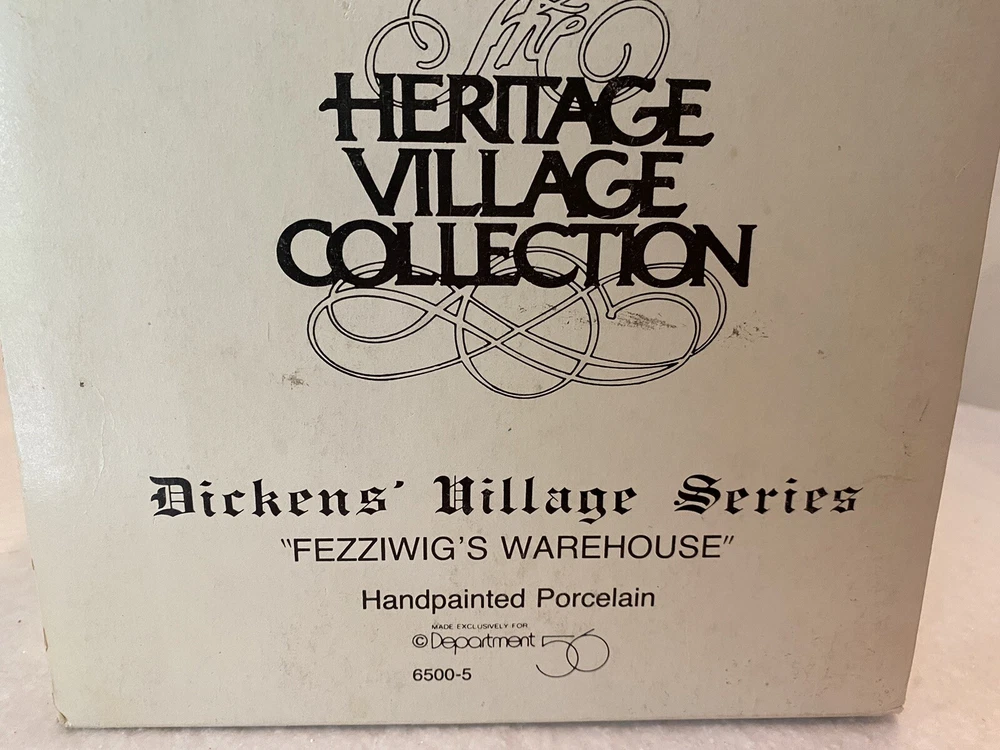 The
HERITAGE
VILLAGE
COLLECTION
Dickens' Village Series
"FEZZIWIG'S WAREHOUSE"
Handpainted Porcelain
MADE EXCLUSIVELY FOR
©Department 56
6500-5